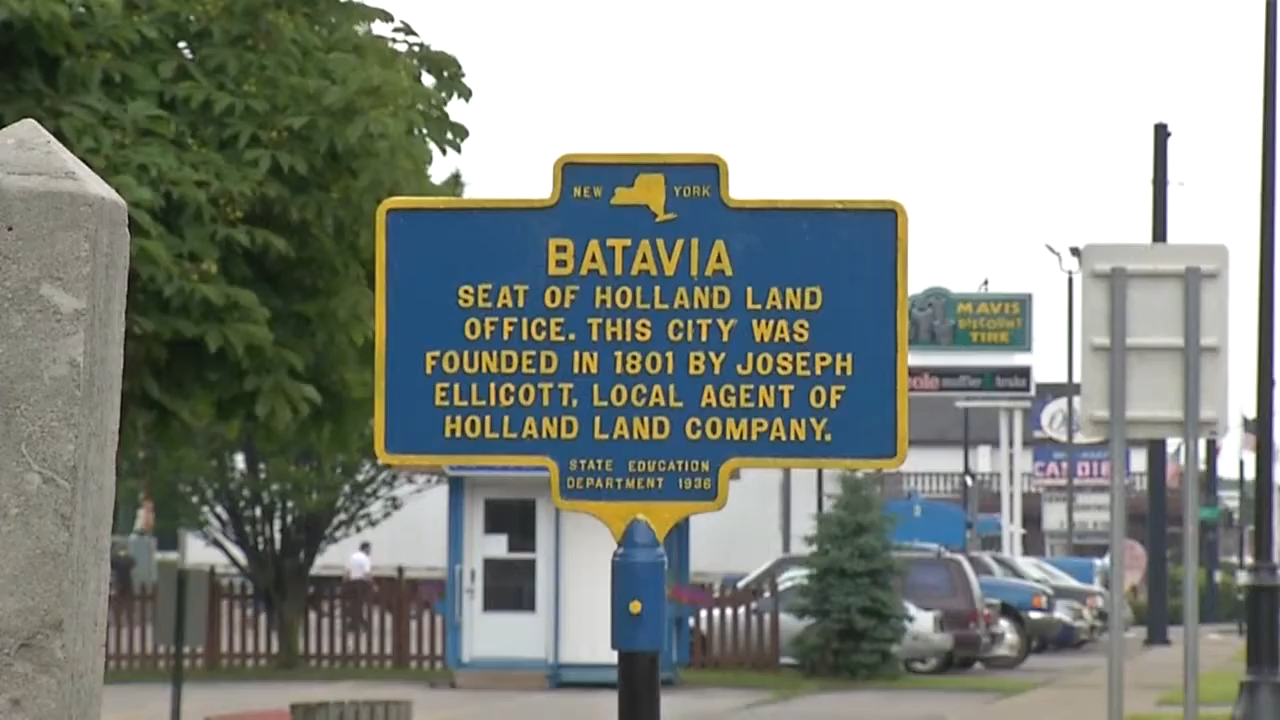 NEW YORK
BATAVIA
SEAT OF HOLLAND LAND
OFFICE. THIS CITY WAS
FOUNDED IN 1801 BY JOSEPH
ELLICOTT, LOCAL AGENT OF
HOLLAND LAND COMPANY.
STATE EDUCATION
DEPARTMENT 1936
MAVIS
DISCOUNT
TIRE
muffler brake